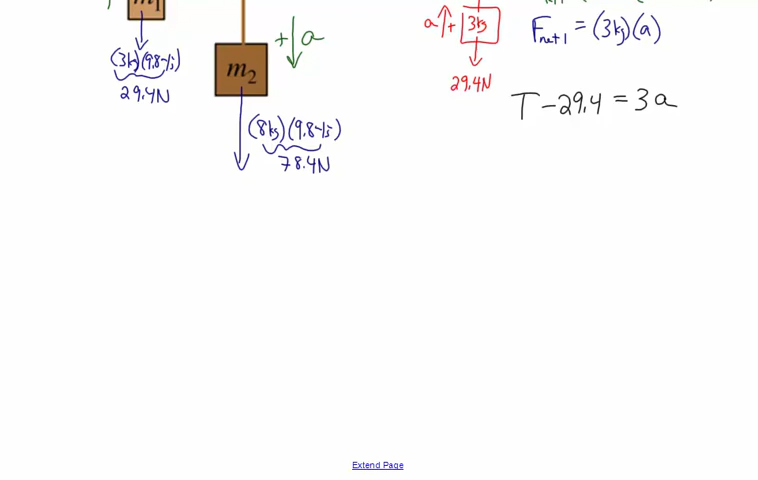 m1
(3kg)(9.8m/s²)
29.4N
+ a
m2
(8kg)(9.8m/s²)
78.4N
a +
3kg
29.4N
Fnet1 = (3kg)(a)
T - 29.4 = 3a
Extend Page